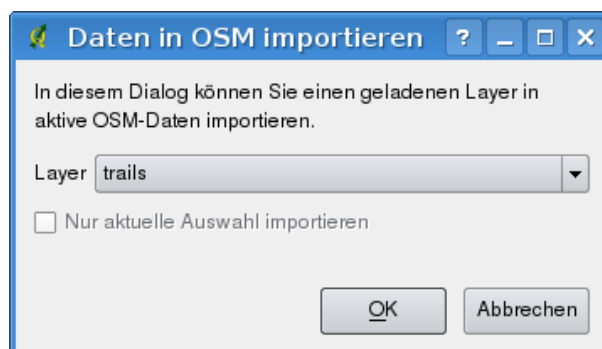 Daten in OSM importieren ?
In diesem Dialog können Sie einen geladenen Layer in
aktive OSM-Daten importieren.
Layer trails
Nur aktuelle Auswahl importieren
OK Abbrechen